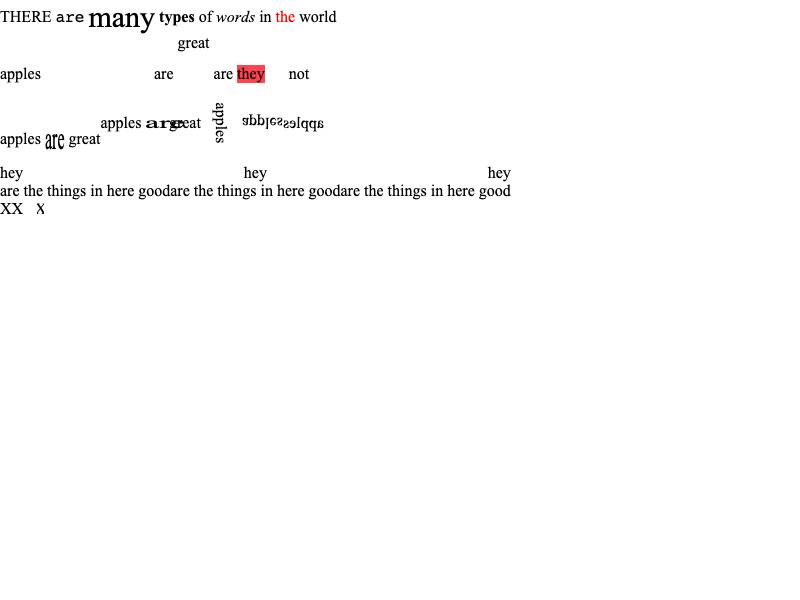 THERE are many types of words in the world
great
apples are are they not
apples are great apples are great apples apples apples
hey hey hey
are the things in here goodare the things in here goodare the things in here good
XX X